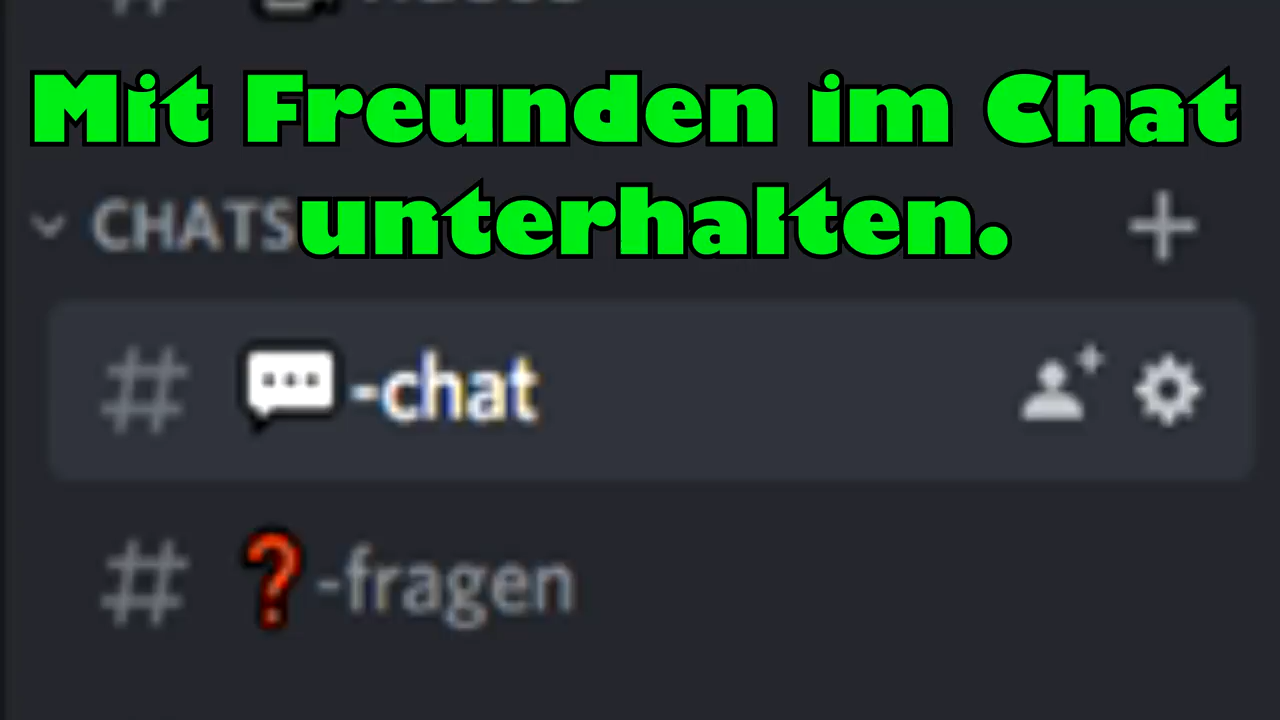 Mit Freunden im Chat
unterhalten.
CHATS
# 💬-chat
# ❓-fragen